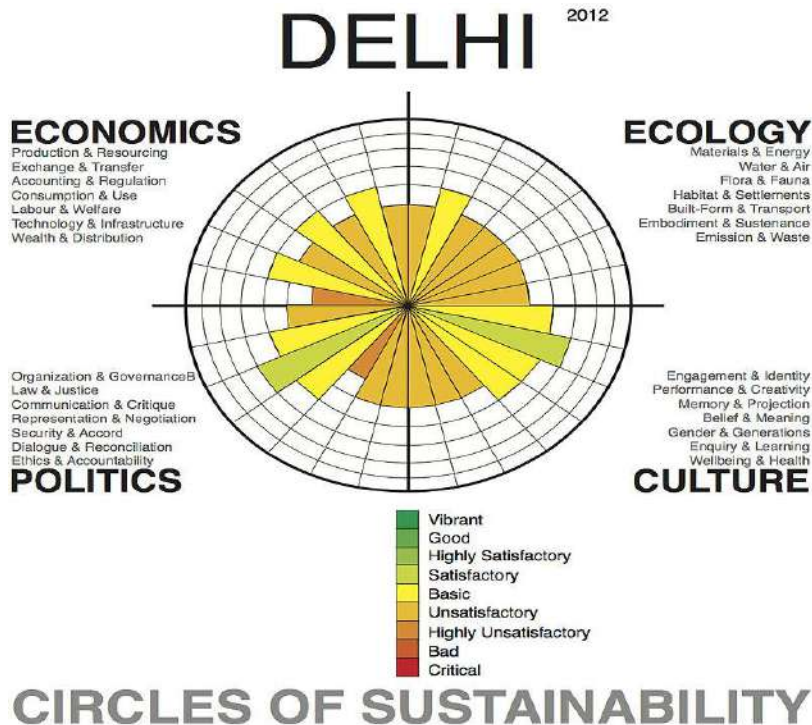 DELHI 2012
ECONOMICS
Production & Resourcing
Exchange & Transfer
Accounting & Regulation
Consumption & Use
Labour & Welfare
Technology & Infrastructure
Wealth & Distribution
ECOLOGY
Materials & Energy
Water & Air
Flora & Fauna
Habitat & Settlements
Built-Form & Transport
Embodiment & Sustenance
Emission & Waste
Organization & GovernanceB
Law & Justice
Communication & Critique
Representation & Negotiation
Security & Accord
Dialogue & Reconciliation
Ethics & Accountability
POLITICS
Engagement & Identity
Performance & Creativity
Memory & Projection
Belief & Meaning
Gender & Generations
Enquiry & Learning
Wellbeing & Health
CULTURE
Vibrant
Good
Highly Satisfactory
Satisfactory
Basic
Unsatisfactory
Highly Unsatisfactory
Bad
Critical
CIRCLES OF SUSTAINABILITY